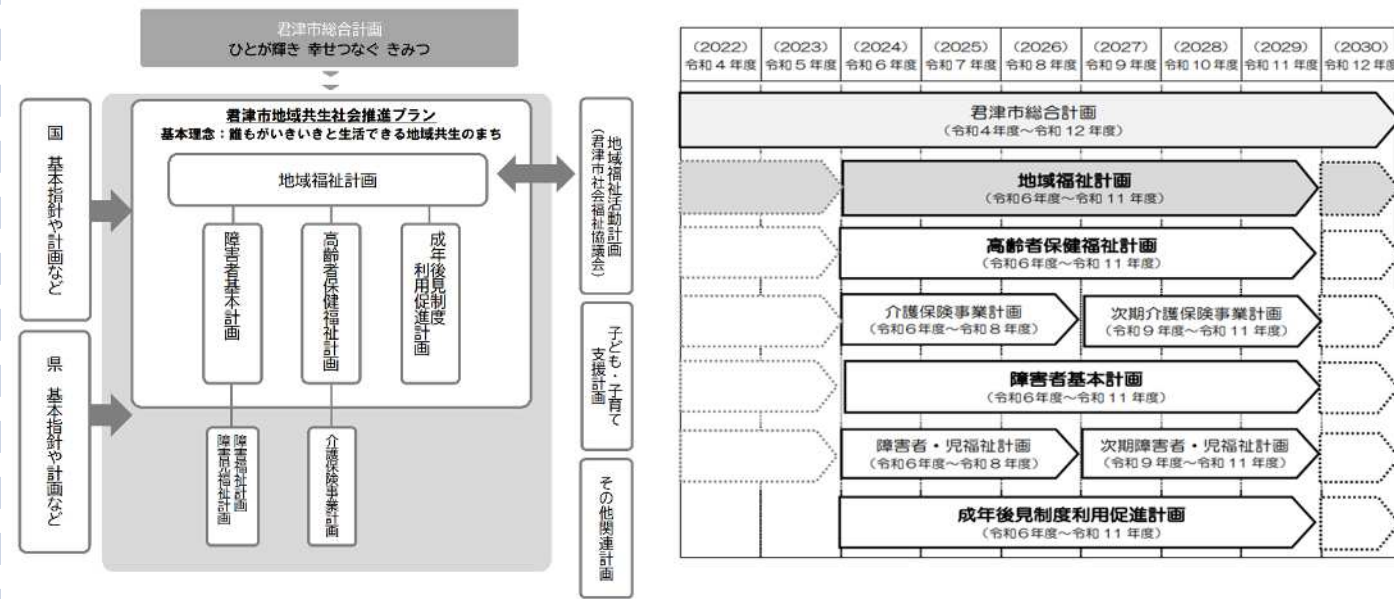 君津市総合計画
ひとが輝き 幸せつなぐ きみつ
君津市地域共生社会推進プラン
基本理念：誰もがいきいきと生活できる地域共生のまち
地域福祉計画
障害者基本計画
高齢者保健福祉計画
成年後見制度
利用促進計画
障害福祉計画
障害児福祉計画
介護保険事業計画
国 基本指針や計画など
県 基本指針や計画など
地域福祉活動計画
（君津市社会福祉協議会）
子ども・子育て
支援計画
その他関連計画
（2022） （2023） （2024） （2025） （2026） （2027） （2028） （2029） （2030）
令和４年度 令和５年度 令和６年度 令和７年度 令和８年度 令和９年度 令和10年度 令和11年度 令和12年度
君津市総合計画
（令和４年度～令和12年度）
地域福祉計画
（令和６年度～令和11年度）
高齢者保健福祉計画
（令和６年度～令和11年度）
介護保険事業計画 次期介護保険事業計画
（令和６年度～令和８年度） （令和９年度～令和11年度）
障害者基本計画
（令和６年度～令和11年度）
障害者・児福祉計画 次期障害者・児福祉計画
（令和６年度～令和８年度） （令和９年度～令和11年度）
成年後見制度利用促進計画
（令和６年度～令和11年度）